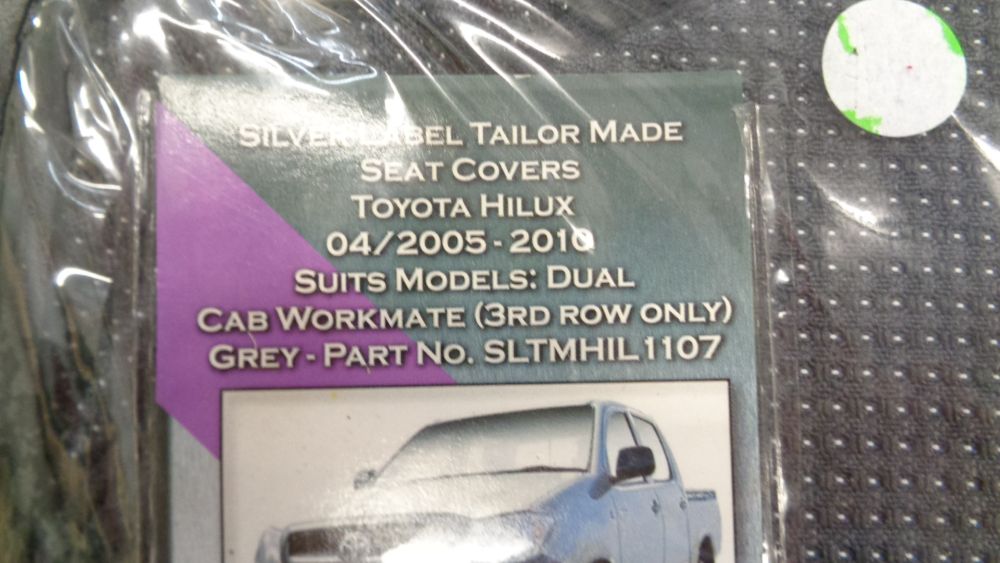 Silver Label Tailor Made
Seat Covers
Toyota Hilux
04/2005 - 2010
Suits Models: Dual
Cab Workmate (3rd row only)
Grey - Part No. SLTMHIL1107